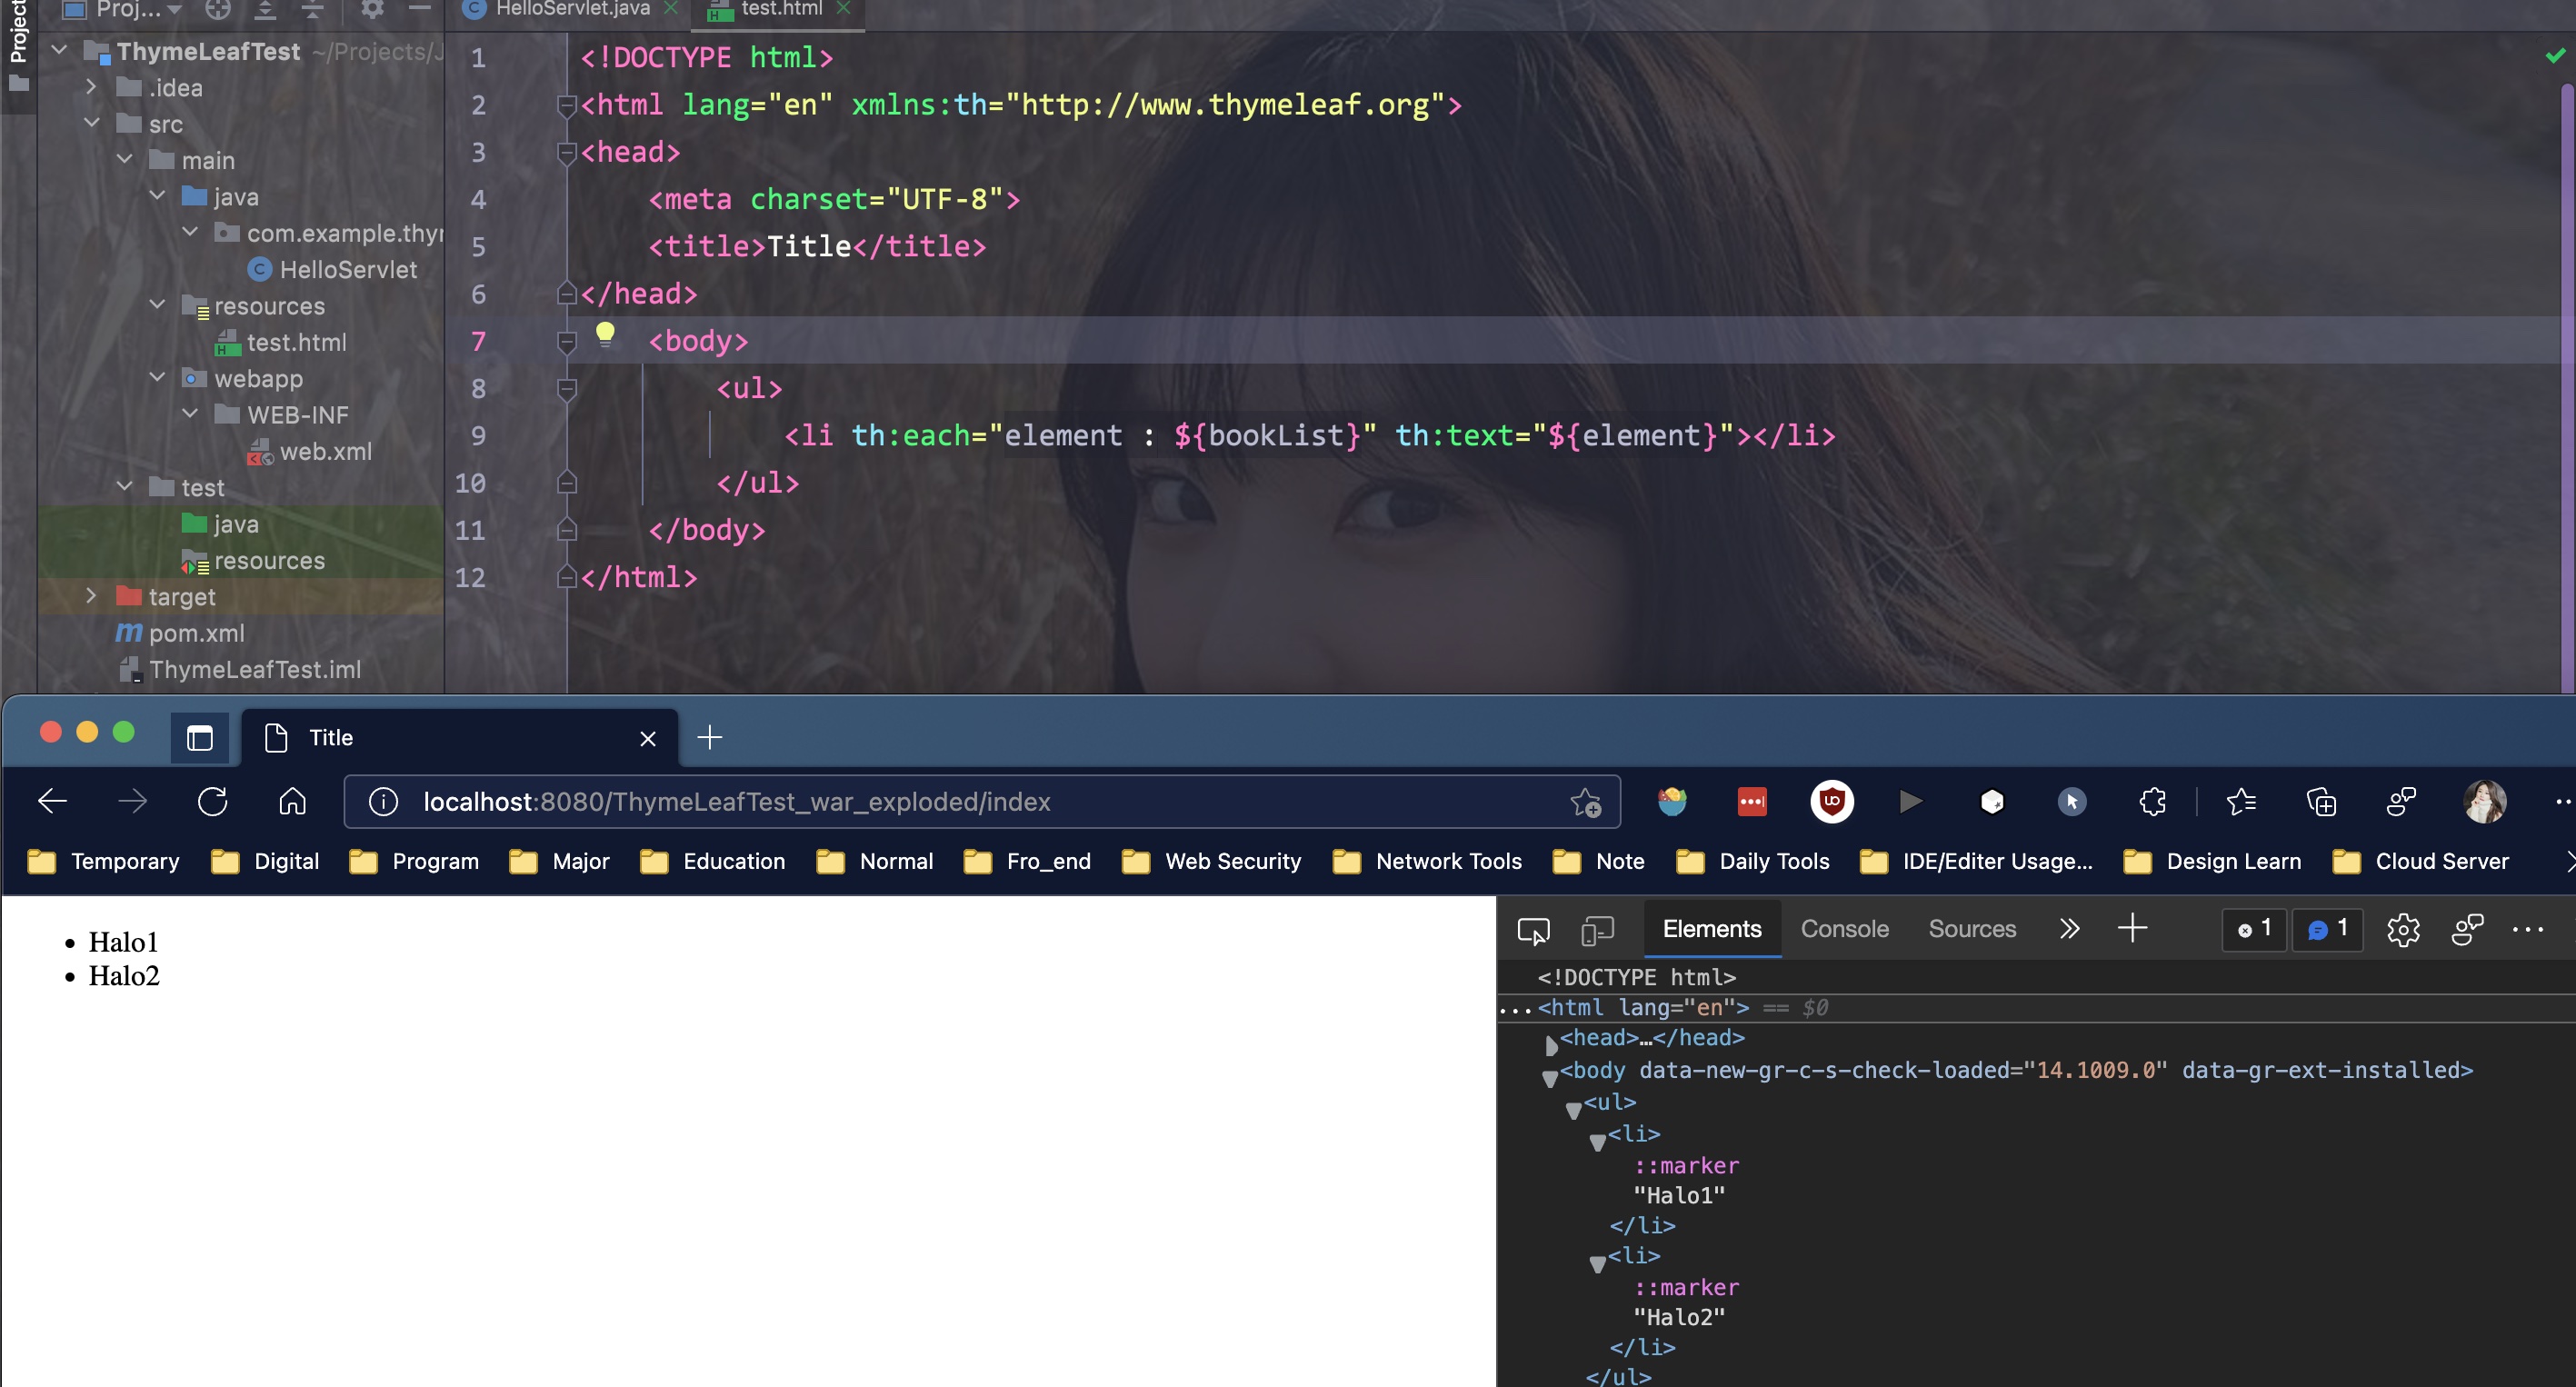 Project
Proj...
HelloServlet.java
test.html
ThymeLeafTest ~/Projects/J
.idea
src
main
java
com.example.thy
HelloServlet
resources
test.html
webapp
WEB-INF
web.xml
test
java
resources
target
pom.xml
ThymeLeafTest.iml
1 <!DOCTYPE html>
2 <html lang="en" xmlns:th="http://www.thymeleaf.org">
3 <head>
4 <meta charset="UTF-8">
5 <title>Title</title>
6 </head>
7 <body>
8 <ul>
9 <li th:each="element : ${bookList}" th:text="${element}"></li>
10 </ul>
11 </body>
12 </html>
Title
localhost:8080/ThymeLeafTest_war_exploded/index
Temporary Digital Program Major Education Normal Fro_end Web Security Network Tools Note Daily Tools IDE/Editer Usage... Design Learn Cloud Server
Halo1
Halo2
Elements Console Sources 1 1
<!DOCTYPE html>
...<html lang="en"> == $0
<head>…</head>
<body data-new-gr-c-s-check-loaded="14.1009.0" data-gr-ext-installed>
<ul>
<li>
::marker
"Halo1"
</li>
<li>
::marker
"Halo2"
</li>
</ul>